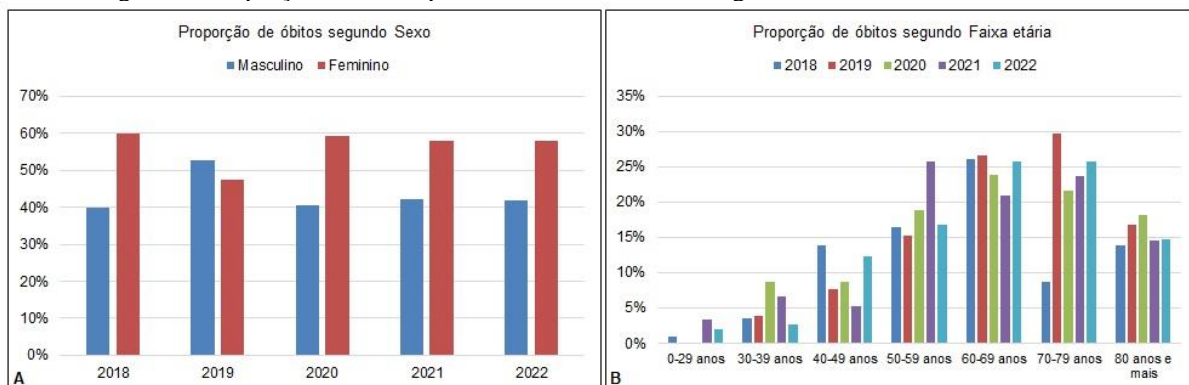 Proporção de óbitos segundo Sexo
Masculino Feminino
70%
60%
50%
40%
30%
20%
10%
0%
2018 2019 2020 2021 2022
A
Proporção de óbitos segundo Faixa etária
2018 2019 2020 2021 2022
35%
30%
25%
20%
15%
10%
5%
0%
0-29 anos 30-39 anos 40-49 anos 50-59 anos 60-69 anos 70-79 anos 80 anos e
mais
B